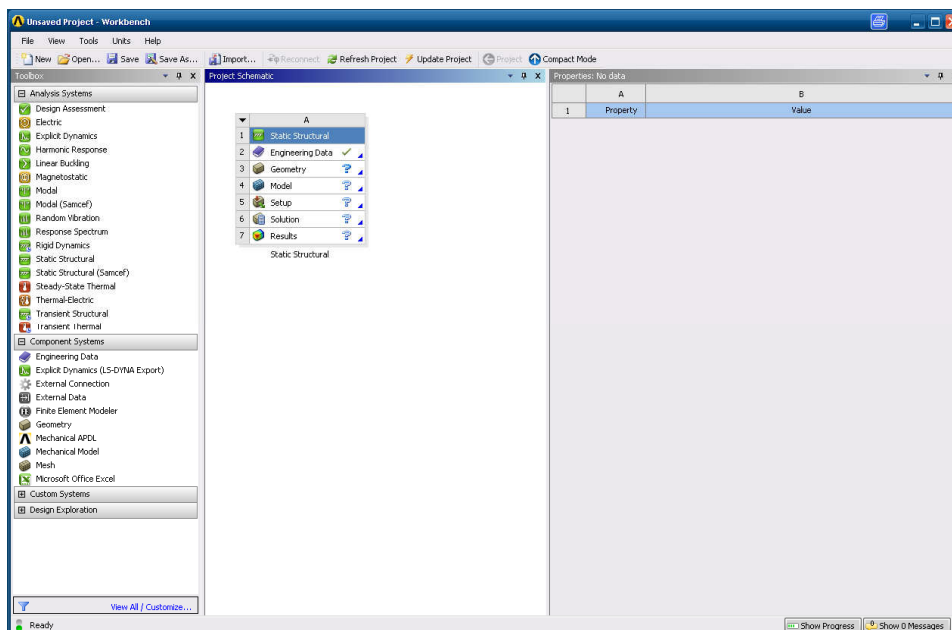 Unsaved Project - Workbench
File View Tools Units Help
New Open... Save Save As... Import... Reconnect Refresh Project Update Project Project Compact Mode
Toolbox
Analysis Systems
Design Assessment
Electric
Explicit Dynamics
Harmonic Response
Linear Buckling
Magnetostatic
Modal
Modal (Samcef)
Random Vibration
Response Spectrum
Rigid Dynamics
Static Structural
Static Structural (Samcef)
Steady-State Thermal
Thermal-Electric
Transient Structural
Transient Thermal
Component Systems
Engineering Data
Explicit Dynamics (LS-DYNA Export)
External Connection
External Data
Finite Element Modeler
Geometry
Mechanical APDL
Mechanical Model
Mesh
Microsoft Office Excel
Custom Systems
Design Exploration
View All / Customize...
Project Schematic
A
1 Static Structural
2 Engineering Data
3 Geometry
4 Model
5 Setup
6 Solution
7 Results
Static Structural
Properties: No data
A B
1 Property Value
Ready
Show Progress Show 0 Messages